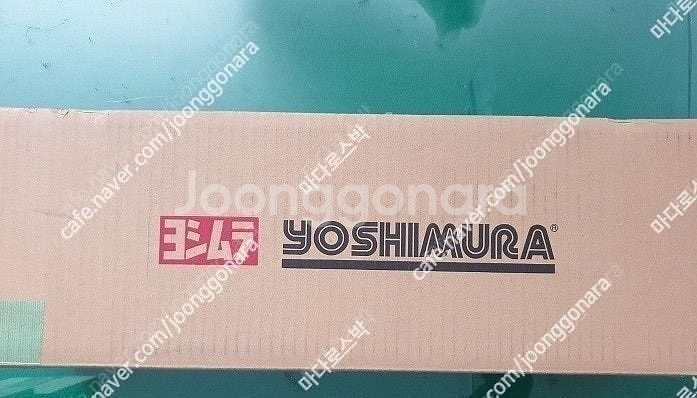 Joonggonara
ヨシムラ YOSHIMURA®
cafe.naver.com/joonggonara
마다로스박